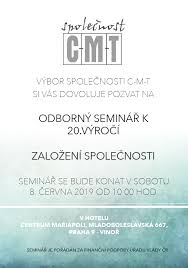 společnost
C-M-T
VÝBOR SPOLEČNOSTI C-M-T
SI VÁS DOVOLUJE POZVAT NA
ODBORNÝ SEMINÁŘ K
20.VÝROČÍ
ZALOŽENÍ SPOLEČNOSTI
SEMINÁŘ SE BUDE KONAT V SOBOTU
8. ČERVNA 2019 OD 10:00 HOD
V HOTELU
CENTRUM MARIAPOLI, MLADOBOLESLAVSKÁ 667,
PRAHA 9 - VINOŘ
SEMINÁŘ JE POŘÁDÁN ZA FINANČNÍ PODPORY ÚŘADU VLÁDY ČR